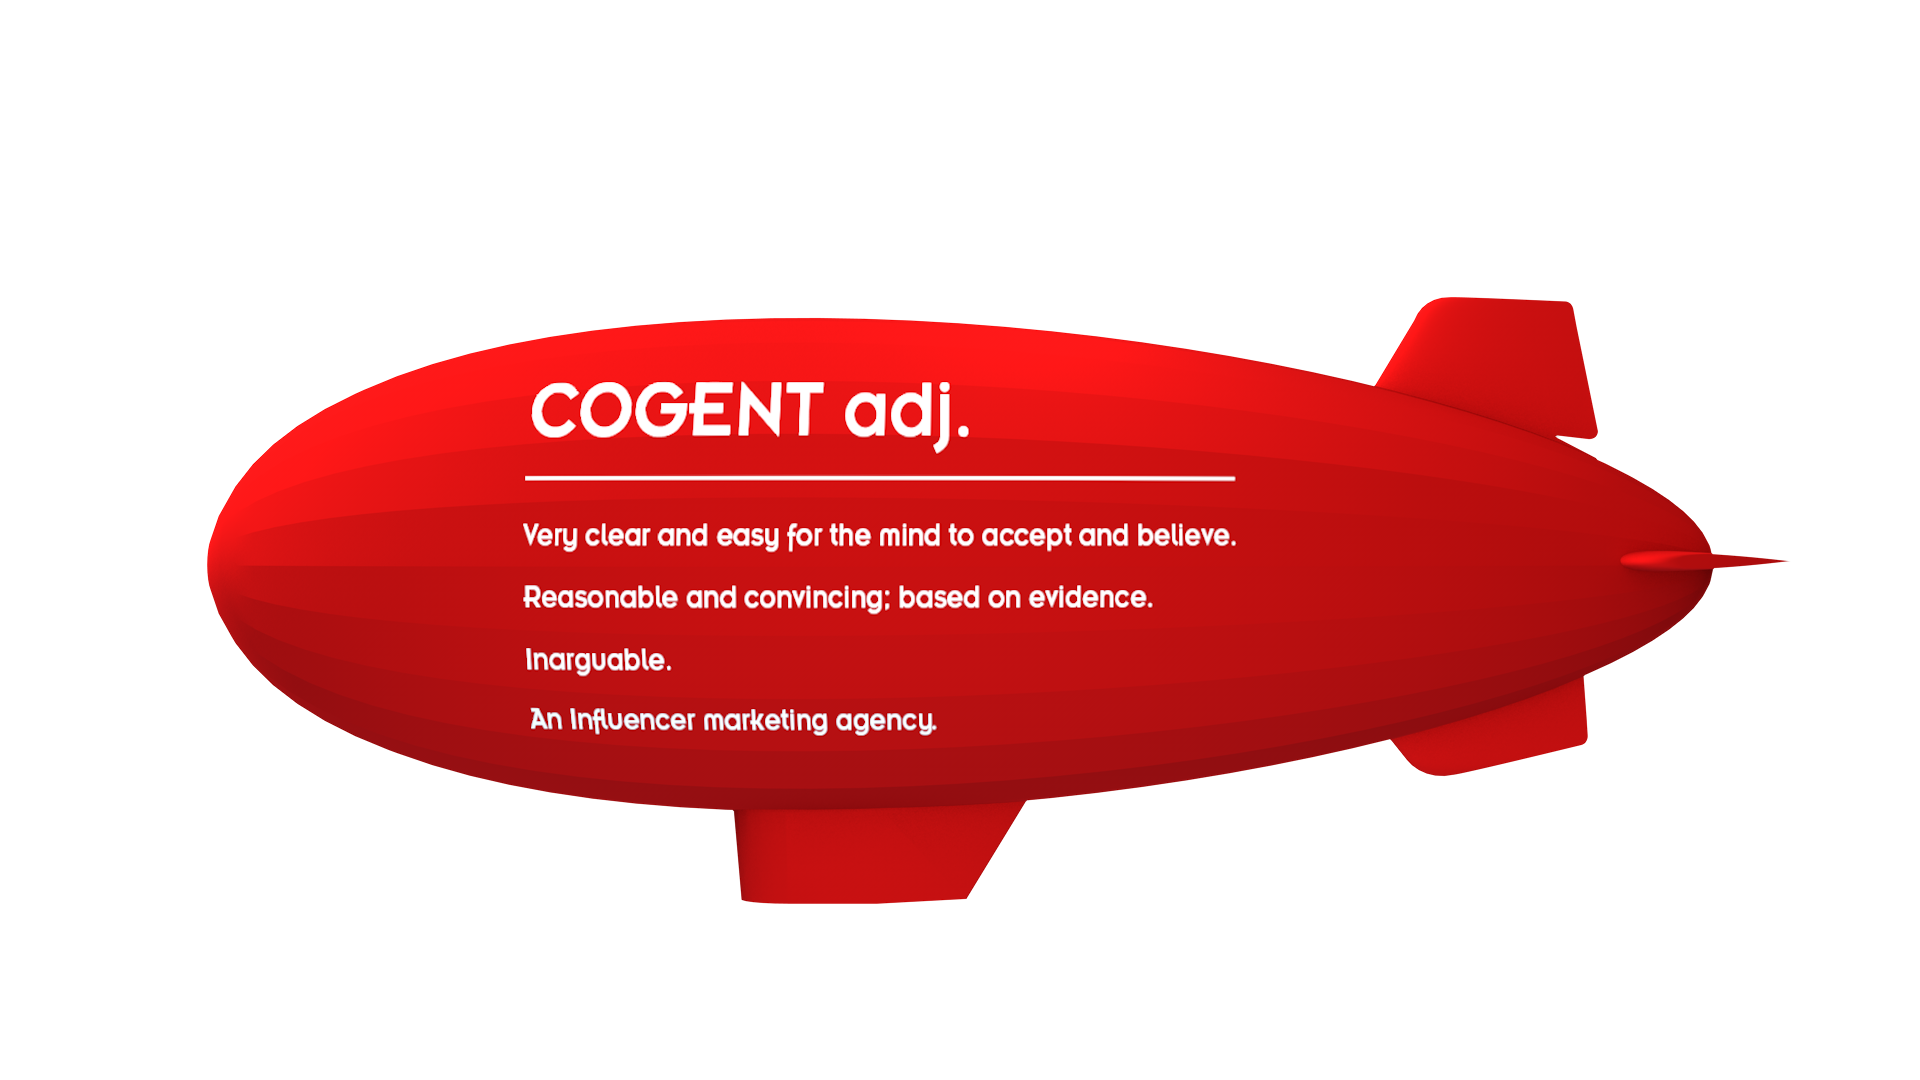 COGENT adj.
Very clear and easy for the mind to accept and believe.
Reasonable and convincing; based on evidence.
Inarguable.
An Influencer marketing agency.